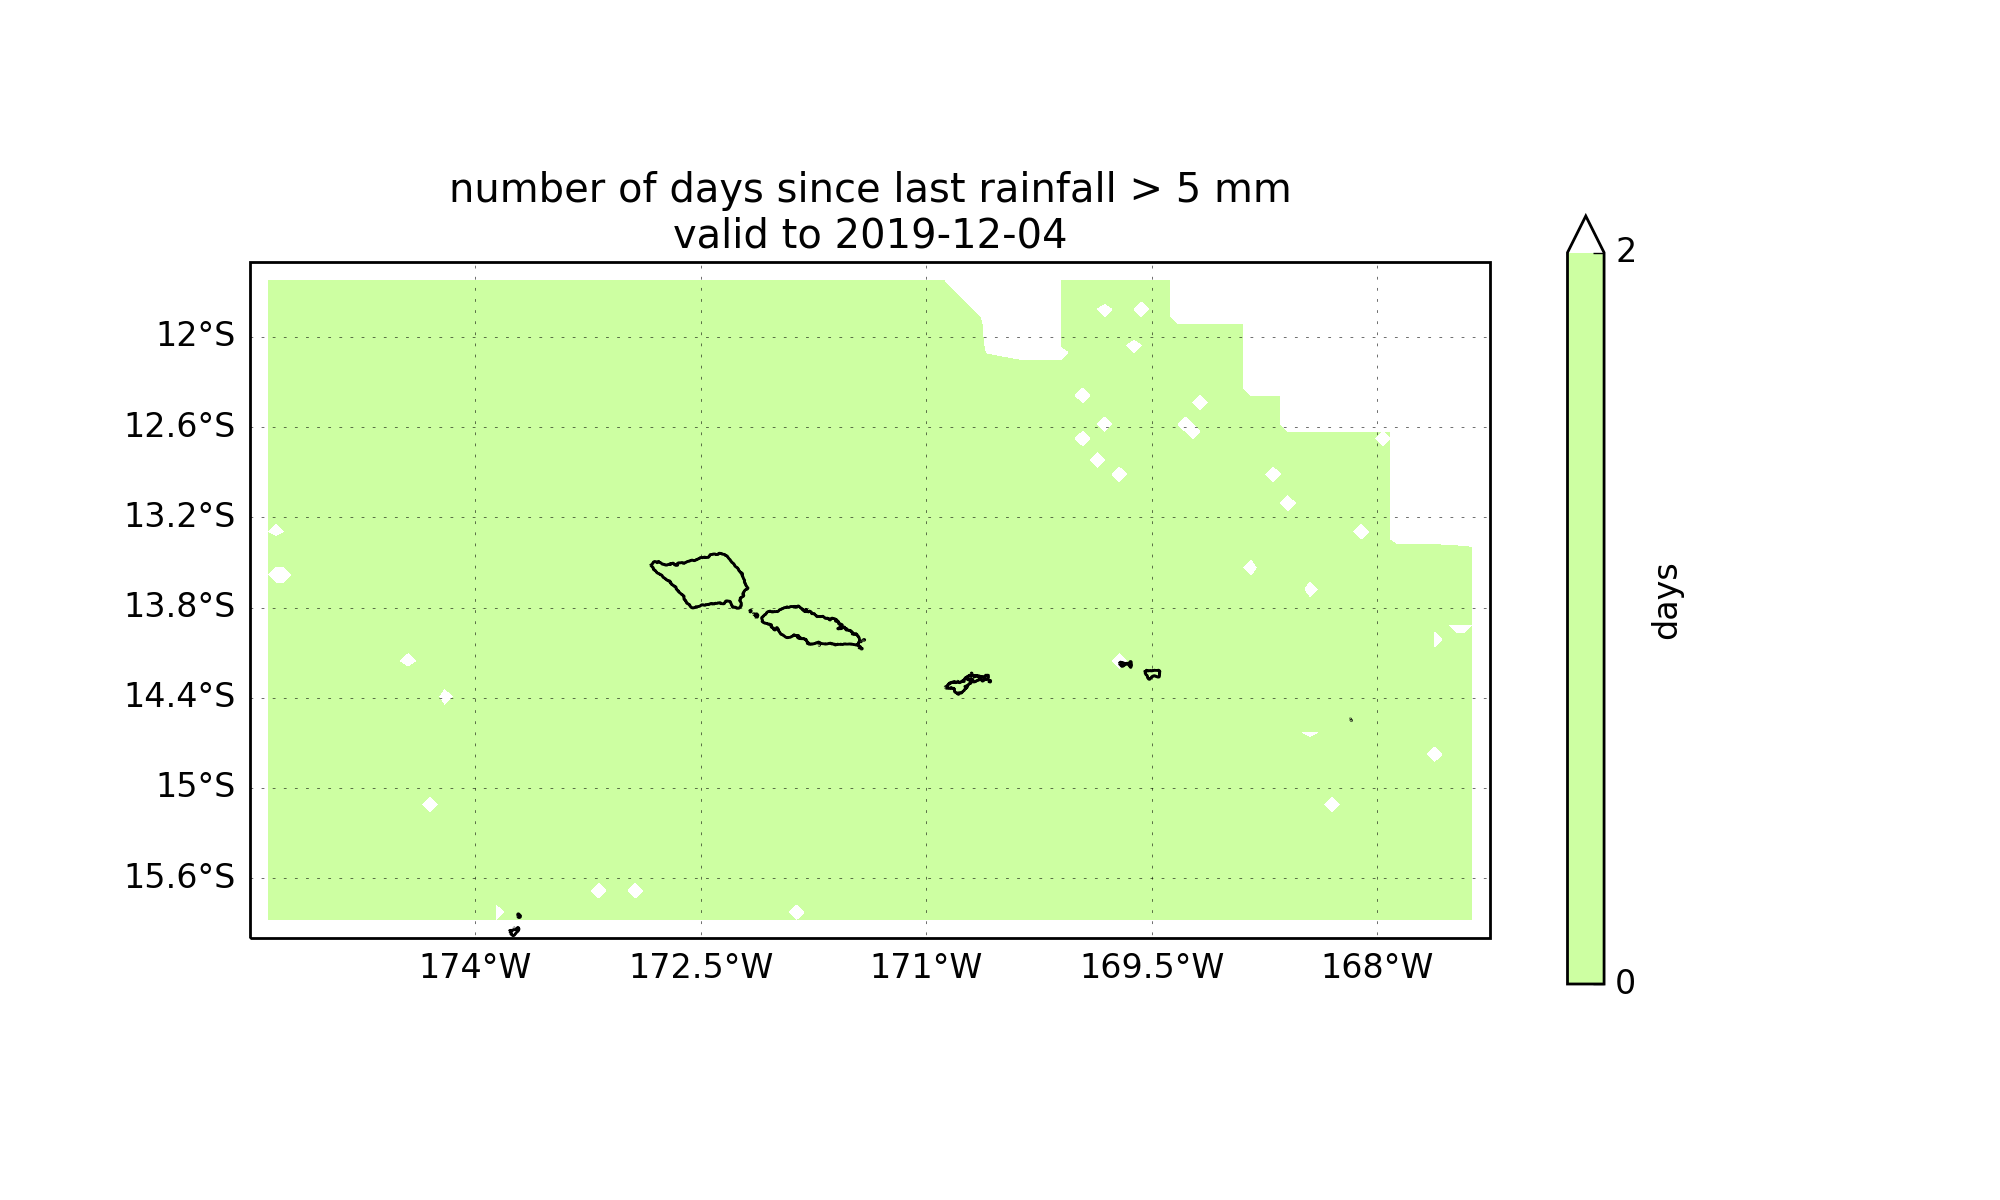 number of days since last rainfall > 5 mm
valid to 2019-12-04
2
12°S
12.6°S
13.2°S
13.8°S
days
14.4°S
15°S
15.6°S
174°W 172.5°W 171°W 169.5°W 168°W
0